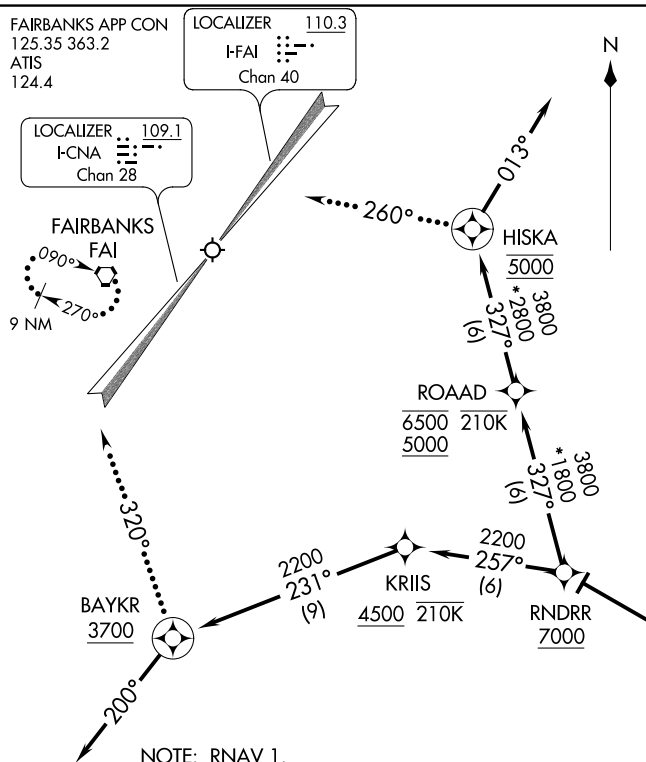 FAIRBANKS APP CON
125.35 363.2
ATIS
124.4
LOCALIZER 110.3
I-FAI
Chan 40
LOCALIZER 109.1
I-CNA
Chan 28
N
FAIRBANKS
FAI
090°
270°
9 NM
013°
260°
HISKA
5000
3800
*2800
327°
(6)
ROAAD
6500 210K
5000
3800
*1800
327°
(6)
2200
257°
(6)
KRIIS
4500 210K
RNDRR
7000
2200
231°
(9)
320°
BAYKR
3700
200°
NOTE: RNAV 1.